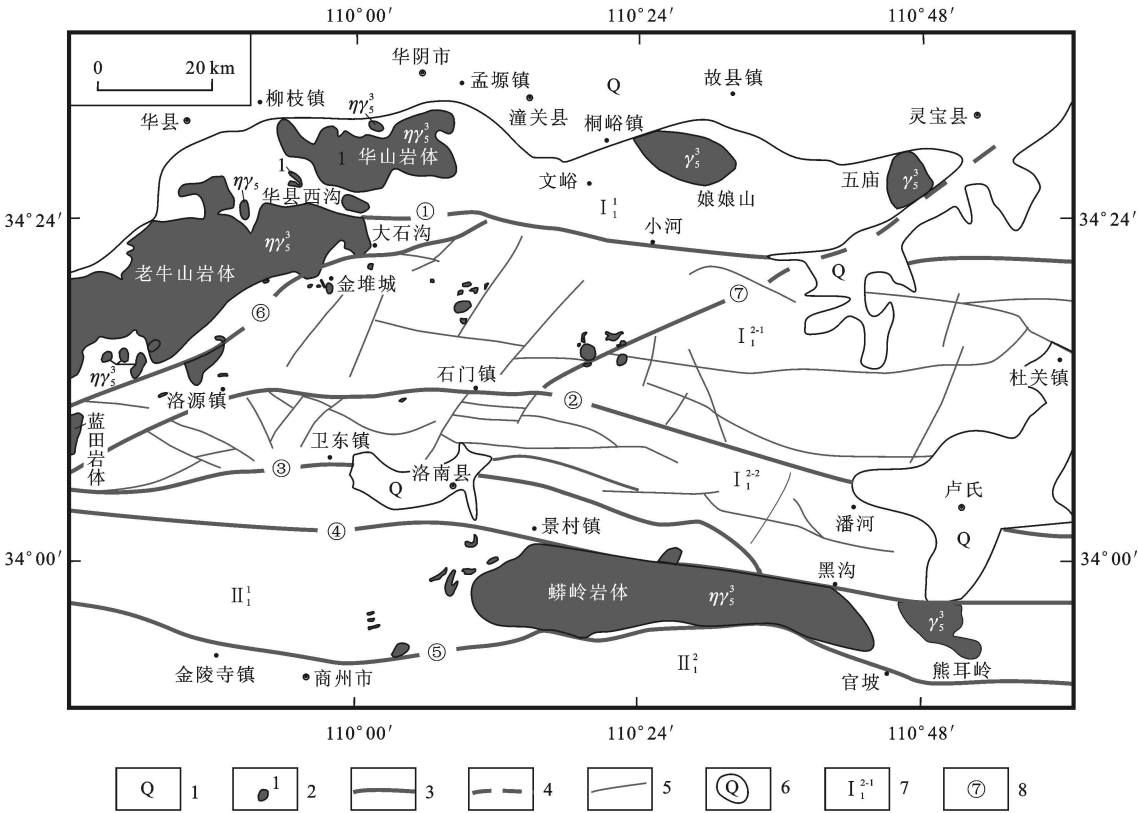 110°00′
110°24′
110°48′
0
20 km
华阴市
孟塬镇
Q
故县镇
柳枝镇
潼关县
华县
ηγ₅³
桐峪镇
灵宝县
ηγ₅³
1
华山岩体
γ₅³
五庙
γ₅³
1
ηγ₅
华县西沟
文峪
娘娘山
I₁¹
34°24′
①
小河
34°24′
大石沟
ηγ₅³
老牛山岩体
金堆城
Q
⑥
⑦
I₁²⁻¹
ηγ₅³
石门镇
杜关镇
洛源镇
②
蓝田岩体
卫东镇
③
洛南县
I₁²⁻²
Q
卢氏
潘河
④
景村镇
Q
34°00′
34°00′
黑沟
II₁¹
蟒岭岩体
ηγ₅³
γ₅³
⑤
II₁²
金陵寺镇
商州市
官坡
熊耳岭
110°00′
110°24′
110°48′
Q 1
1 2
3
4
5
Q 6
I₁²⁻¹ 7
⑦ 8